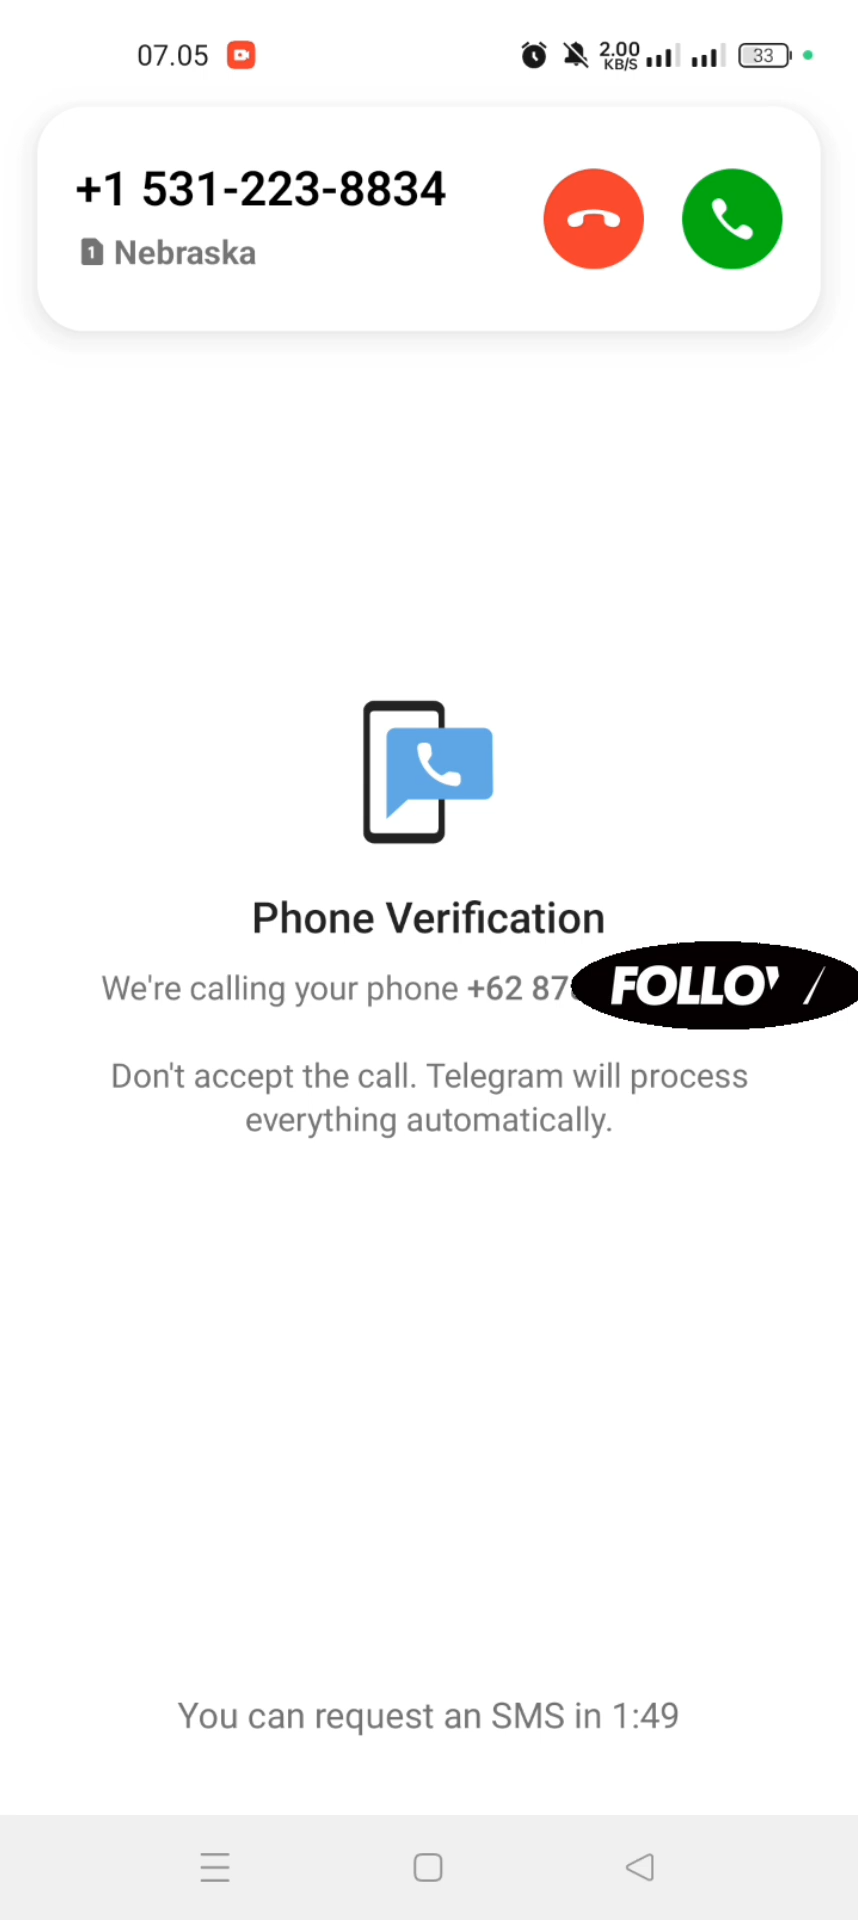 07.05
2.00
KB/S
33
+1 531-223-8834
1 Nebraska
Phone Verification
We're calling your phone +62 87
FOLLO
Don't accept the call. Telegram will process
everything automatically.
You can request an SMS in 1:49